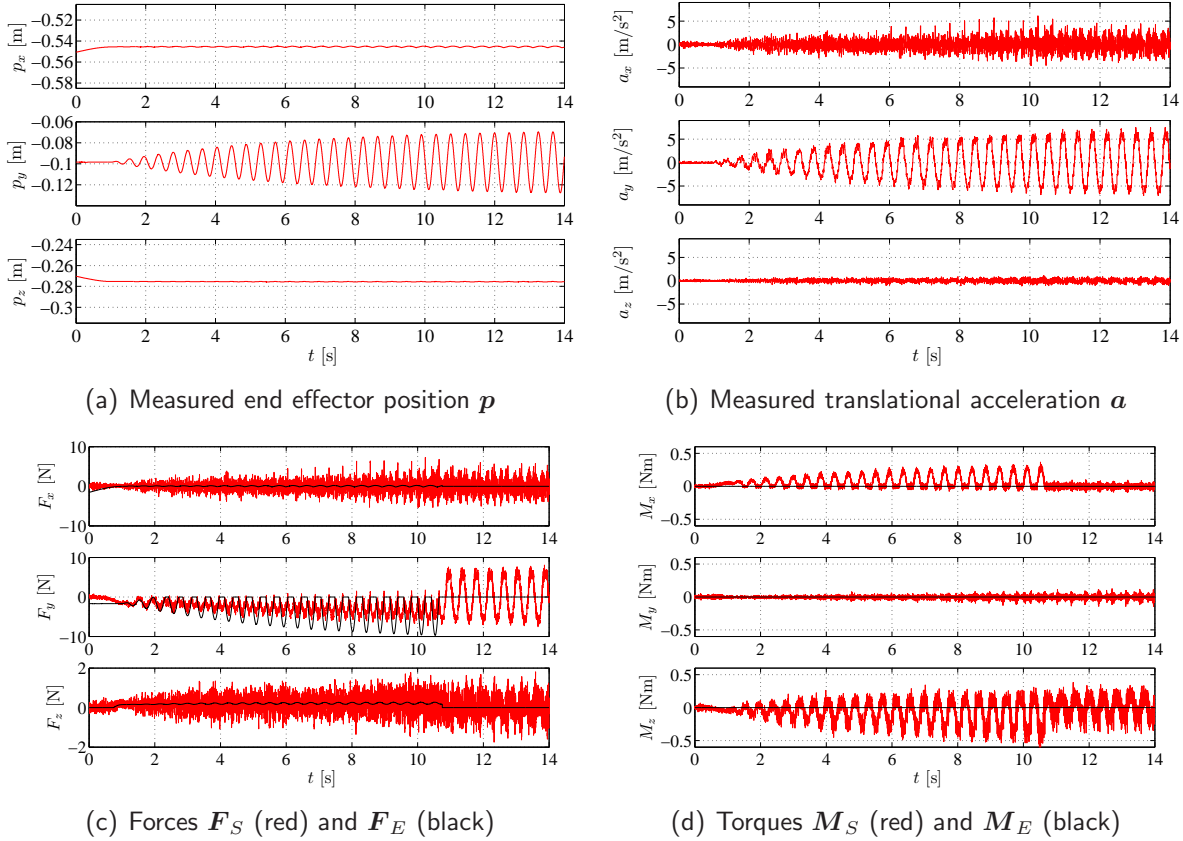 −0.52
−0.54
−0.56
−0.58
p_x [m]
0 2 4 6 8 10 12 14
−0.06
−0.08
−0.1
−0.12
p_y [m]
0 2 4 6 8 10 12 14
−0.24
−0.26
−0.28
−0.3
p_z [m]
0 2 4 6 8 10 12 14
t [s]
(a) Measured end effector position p
5
0
−5
a_x [m/s²]
0 2 4 6 8 10 12 14
5
0
−5
a_y [m/s²]
0 2 4 6 8 10 12 14
5
0
−5
a_z [m/s²]
0 2 4 6 8 10 12 14
t [s]
(b) Measured translational acceleration a
10
0
−10
F_x [N]
0 2 4 6 8 10 12 14
10
0
−10
F_y [N]
0 2 4 6 8 10 12 14
2
0
−2
F_z [N]
0 2 4 6 8 10 12 14
t [s]
(c) Forces F_S (red) and F_E (black)
0.5
0
−0.5
M_x [Nm]
0 2 4 6 8 10 12 14
0.5
0
−0.5
M_y [Nm]
0 2 4 6 8 10 12 14
0.5
0
−0.5
M_z [Nm]
0 2 4 6 8 10 12 14
t [s]
(d) Torques M_S (red) and M_E (black)